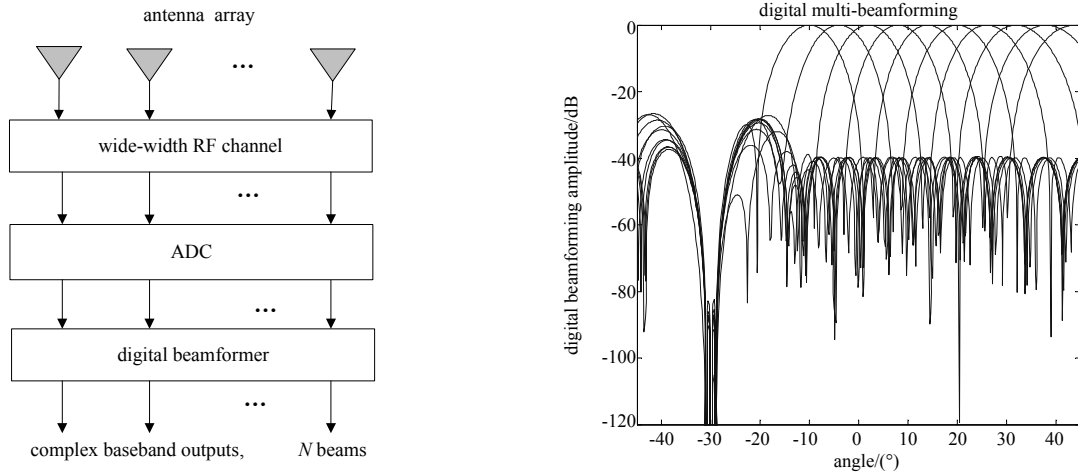 antenna array
...
wide-width RF channel
...
ADC
...
digital beamformer
...
complex baseband outputs, N beams
digital multi-beamforming
digital beamforming amplitude/dB
0
-20
-40
-60
-80
-100
-120
-40 -30 -20 -10 0 10 20 30 40
angle/(°)